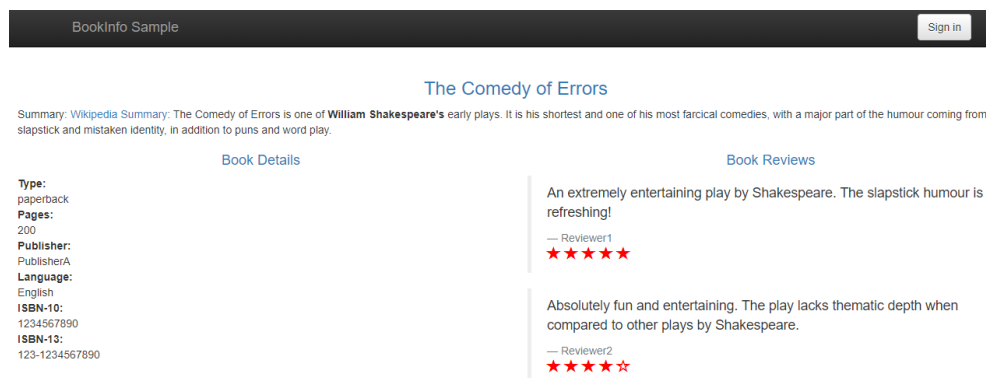 BookInfo Sample
Sign in
The Comedy of Errors
Summary: Wikipedia Summary: The Comedy of Errors is one of William Shakespeare's early plays. It is his shortest and one of his most farcical comedies, with a major part of the humour coming from
slapstick and mistaken identity, in addition to puns and word play.
Book Details
Type:
paperback
Pages:
200
Publisher:
PublisherA
Language:
English
ISBN-10:
1234567890
ISBN-13:
123-1234567890
Book Reviews
An extremely entertaining play by Shakespeare. The slapstick humour is
refreshing!
— Reviewer1
★★★★★
Absolutely fun and entertaining. The play lacks thematic depth when
compared to other plays by Shakespeare.
— Reviewer2
★★★★☆